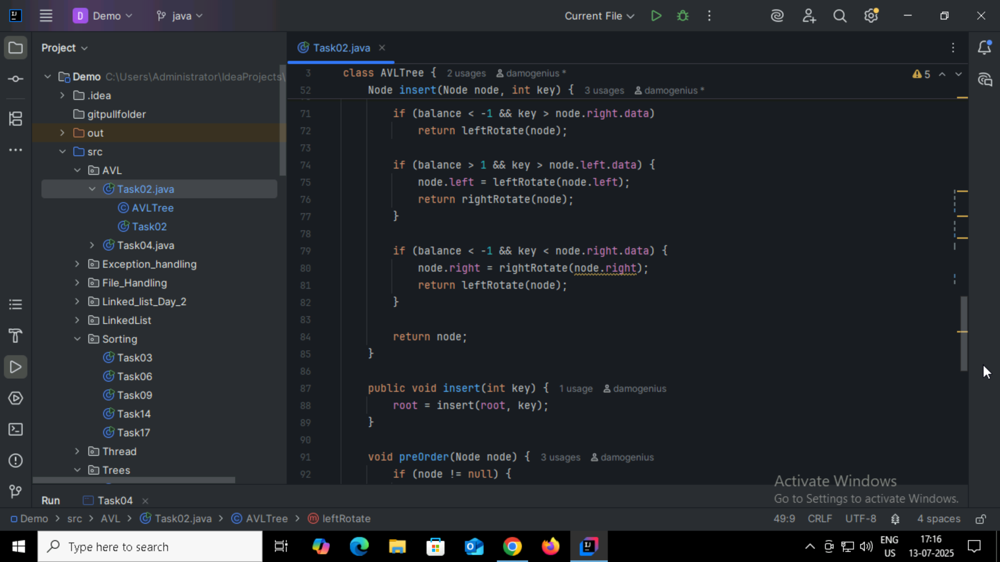 D Demo java Current File
Project
Demo C:\Users\Administrator\IdeaProjects\
.idea
gitpullfolder
out
src
AVL
Task02.java
AVLTree
Task02
Task04.java
Exception_handling
File_Handling
Linked_list_Day_2
LinkedList
Sorting
Task03
Task06
Task09
Task14
Task17
Thread
Trees
Task02.java
3 class AVLTree { 2 usages damogenius *
5
52 Node insert(Node node, int key) { 3 usages damogenius *
71 if (balance < -1 && key > node.right.data)
72 return leftRotate(node);
73
74 if (balance > 1 && key > node.left.data) {
75 node.left = leftRotate(node.left);
76 return rightRotate(node);
77 }
78
79 if (balance < -1 && key < node.right.data) {
80 node.right = rightRotate(node.right);
81 return leftRotate(node);
82 }
83
84 return node;
85 }
86
87 public void insert(int key) { 1 usage damogenius
88 root = insert(root, key);
89 }
90
91 void preOrder(Node node) { 3 usages damogenius
92 if (node != null) {
Activate Windows
Go to Settings to activate Windows.
Run Task04
Demo > src > AVL > Task02.java > AVLTree > leftRotate
49:9 CRLF UTF-8 4 spaces
Type here to search
ENG
US
17:16
13-07-2025